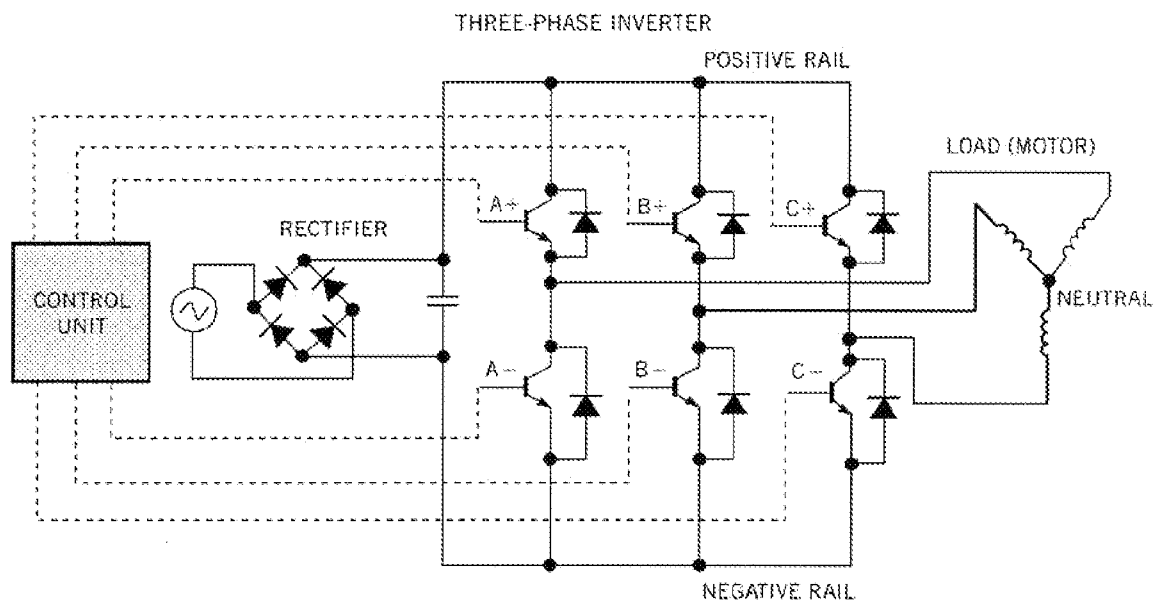 THREE-PHASE INVERTER
POSITIVE RAIL
LOAD (MOTOR)
A+
B+
C+
RECTIFIER
CONTROL
UNIT
NEUTRAL
A−
B−
C−
NEGATIVE RAIL